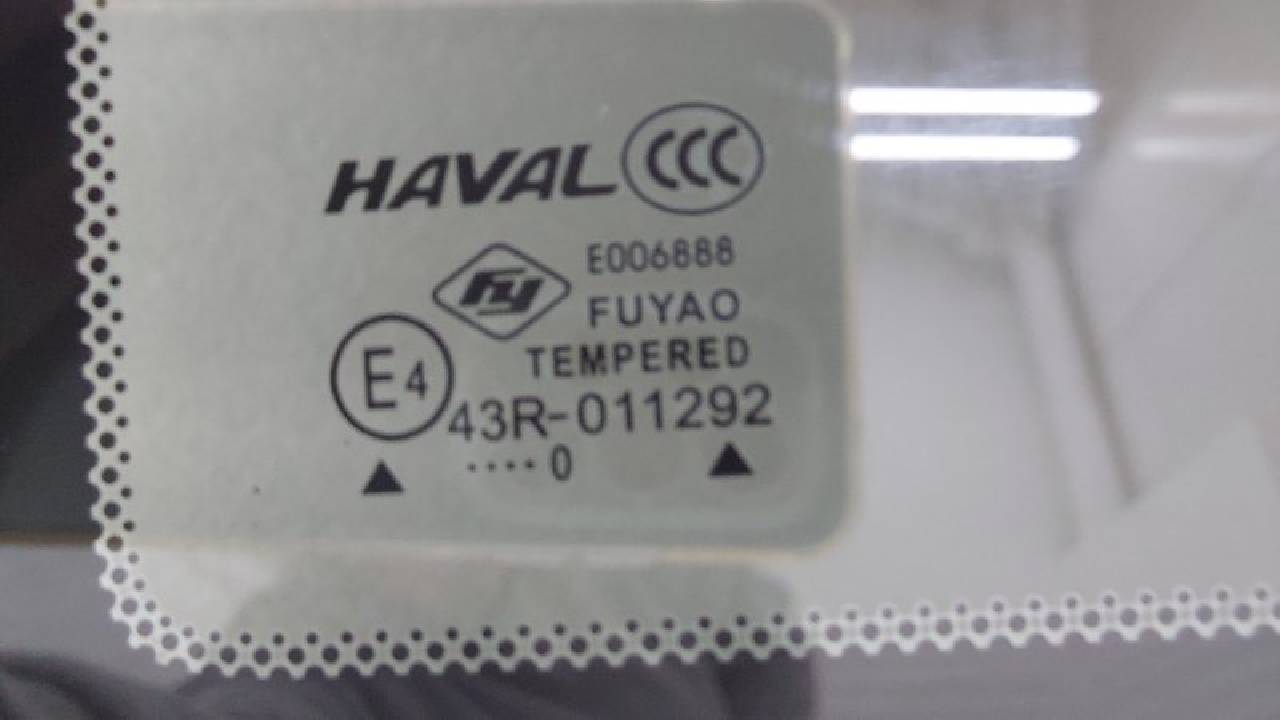 HAVAL CCC
E006888
fy FUYAO
TEMPERED
E4 43R-011292
▲ ····0 ▲